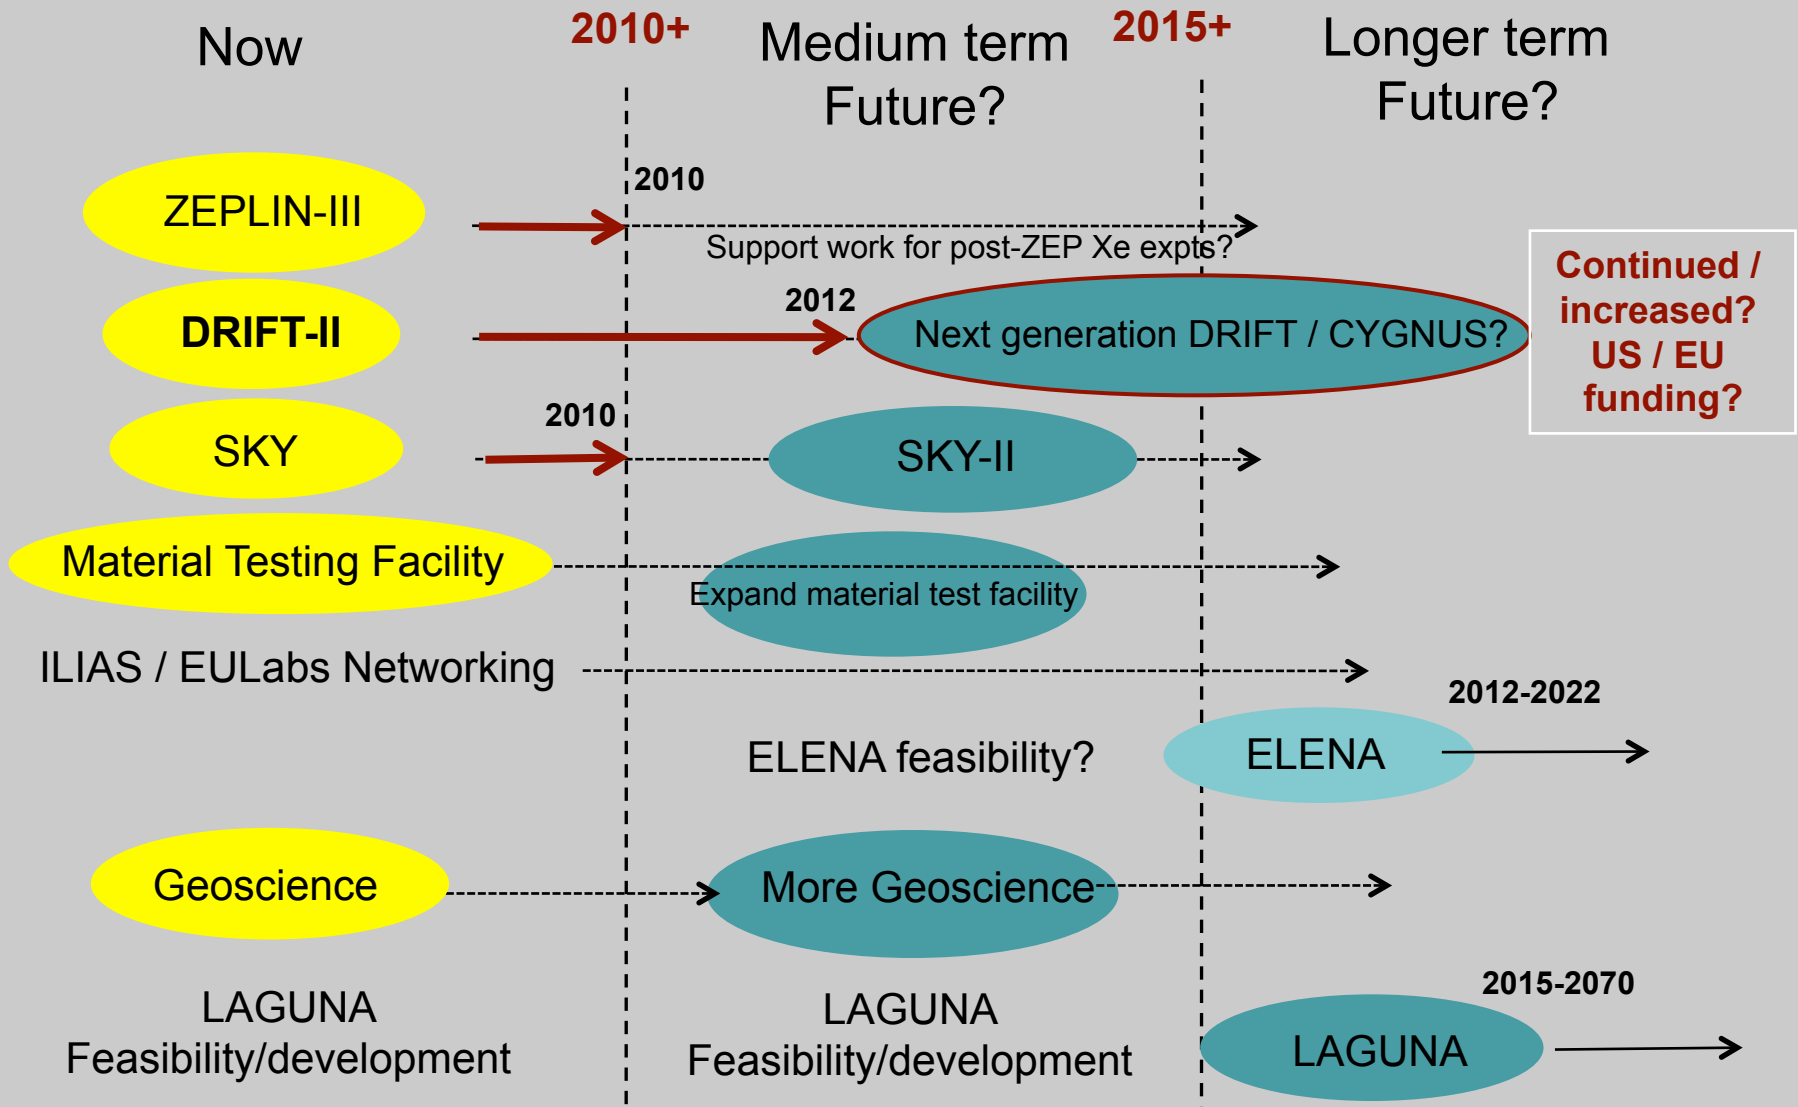 Now
2010+
Medium term
Future?
2015+
Longer term
Future?
ZEPLIN-III
2010
Support work for post-ZEP Xe expts?
DRIFT-II
2012
Next generation DRIFT / CYGNUS?
Continued /
increased?
US / EU
funding?
SKY
2010
SKY-II
Material Testing Facility
Expand material test facility
ILIAS / EULabs Networking
ELENA feasibility?
ELENA
2012-2022
Geoscience
More Geoscience
LAGUNA
Feasibility/development
LAGUNA
Feasibility/development
LAGUNA
2015-2070